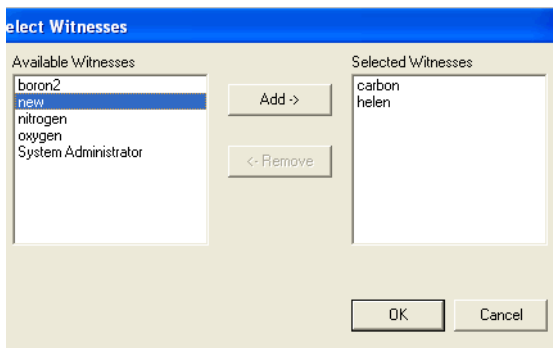 elect Witnesses
Available Witnesses
boron2
new
nitrogen
oxygen
System Administrator
Add ->
<- Remove
Selected Witnesses
carbon
helen
OK
Cancel